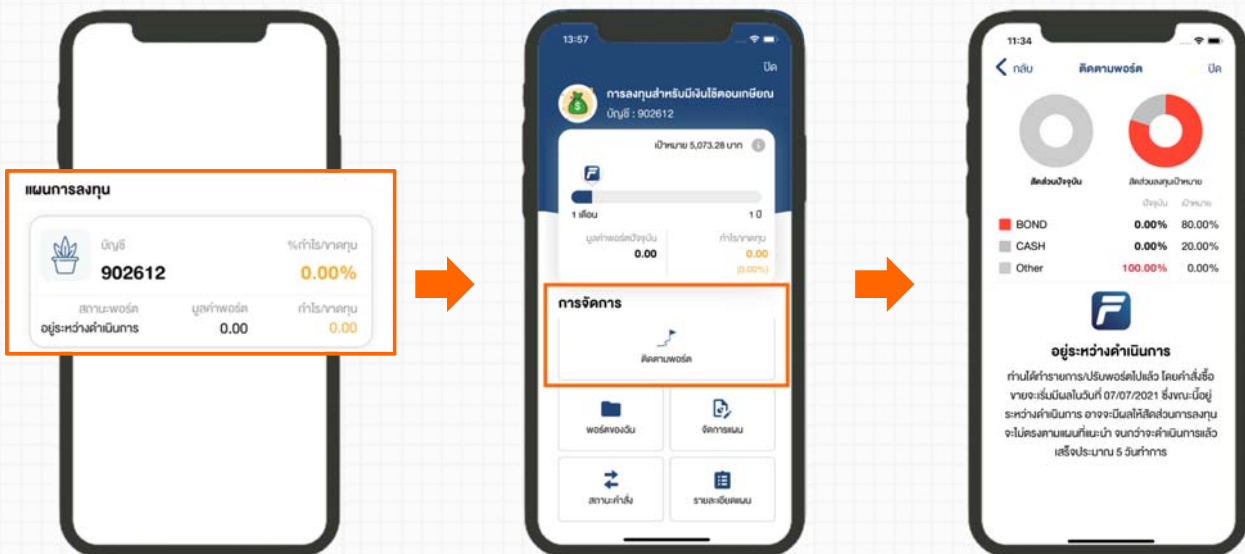 แผนการลงทุน
บัญชี %กำไร/ขาดทุน
902612 0.00%
สถานะพอร์ต มูลค่าพอร์ต กำไร/ขาดทุน
อยู่ระหว่างดำเนินการ 0.00 0.00
13:57
ปิด
การลงทุนสำหรับมีเงินใช้ตอนเกษียณ
บัญชี : 902612
เป้าหมาย 5,073.28 บาท
1 เดือน 1 ปี
มูลค่าพอร์ตปัจจุบัน กำไร/ขาดทุน
0.00 0.00
(0.00%)
การจัดการ
ติดตามพอร์ต
พอร์ตของฉัน จัดการแผน
สถานะคำสั่ง รายละเอียดแผน
11:34
กลับ ติดตามพอร์ต ปิด
สัดส่วนปัจจุบัน สัดส่วนลงทุนเป้าหมาย
ปัจจุบัน เป้าหมาย
BOND 0.00% 80.00%
CASH 0.00% 20.00%
Other 100.00% 0.00%
อยู่ระหว่างดำเนินการ
ท่านได้ทำรายการ/ปรับพอร์ตไปแล้ว โดยคำสั่งซื้อ
ขายจะเริ่มมีผลในวันที่ 07/07/2021 ซึ่งขณะนี้อยู่
ระหว่างดำเนินการ อาจจะมีผลให้สัดส่วนการลงทุน
จะไม่ตรงตามแผนที่แนะนำ จนกว่าจะดำเนินการแล้ว
เสร็จประมาณ 5 วันทำการ